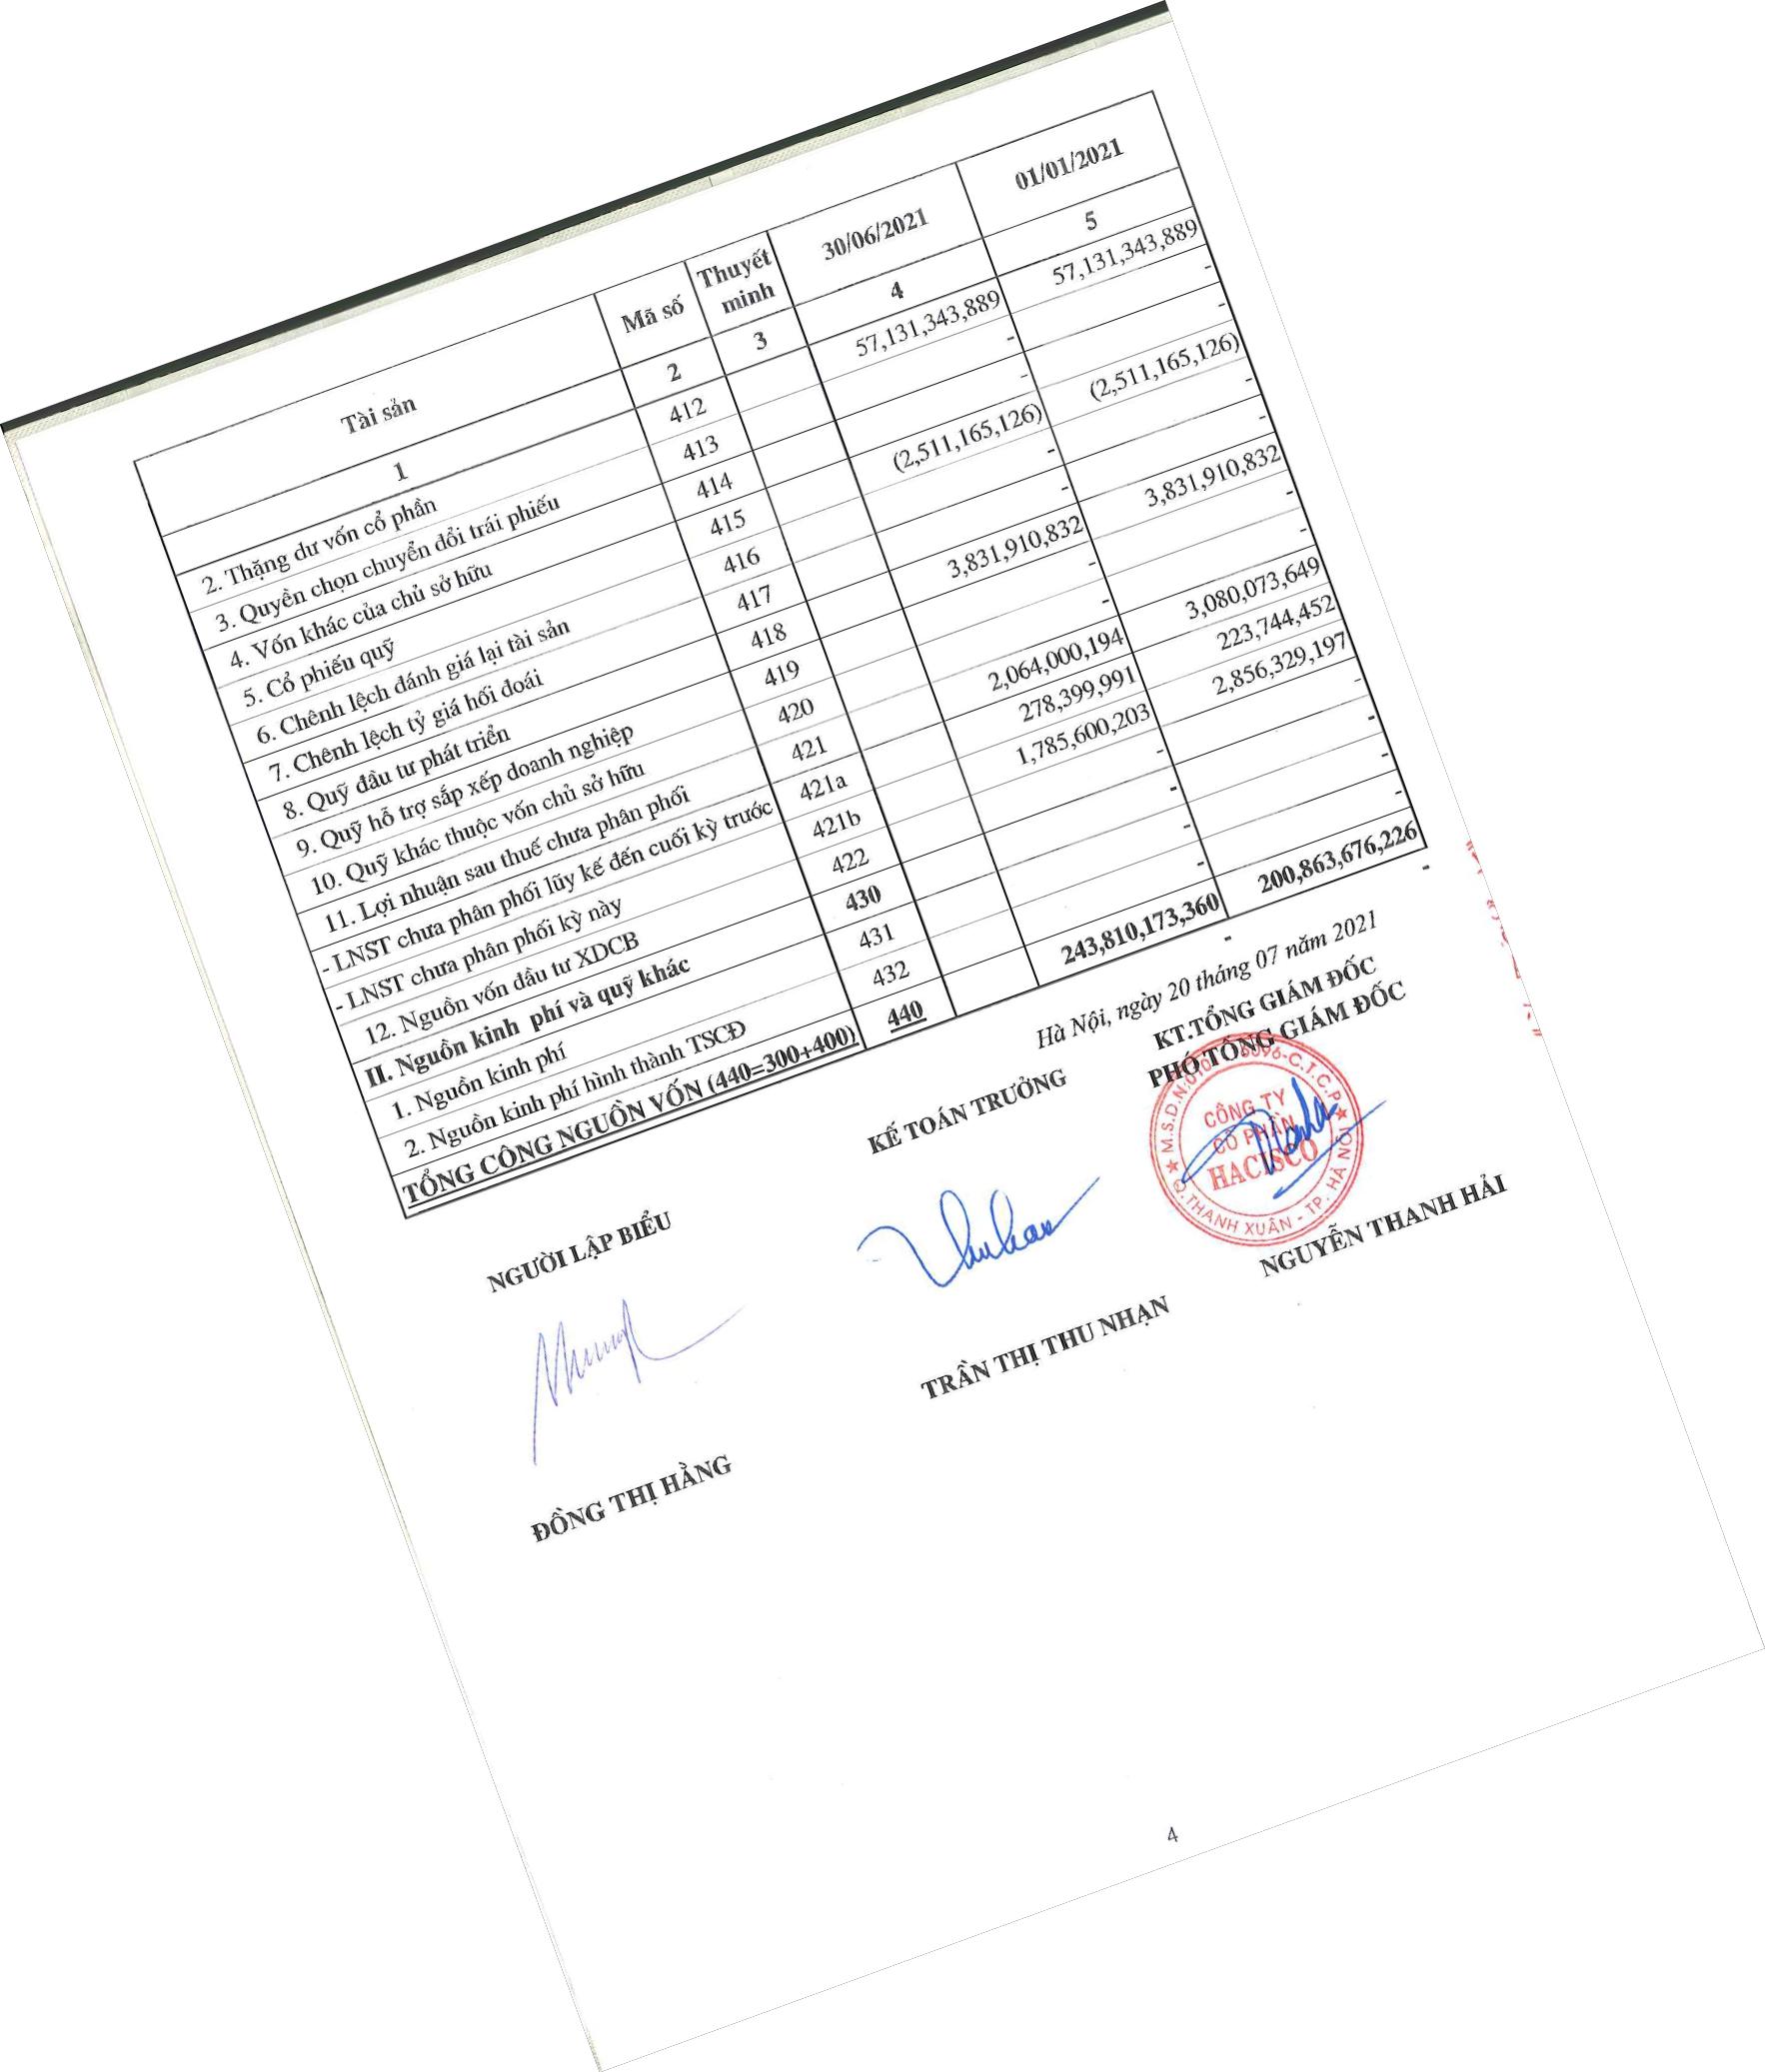 Tài sản Mã số Thuyết minh 30/06/2021 01/01/2021
1 2 3 4 5
2. Thặng dư vốn cổ phần 412 57,131,343,889 57,131,343,889
3. Quyền chọn chuyển đổi trái phiếu 413 - -
4. Vốn khác của chủ sở hữu 414 - -
5. Cổ phiếu quỹ 415 (2,511,165,126) (2,511,165,126)
6. Chênh lệch đánh giá lại tài sản 416 - -
7. Chênh lệch tỷ giá hối đoái 417 - -
8. Quỹ đầu tư phát triển 418 3,831,910,832 3,831,910,832
9. Quỹ hỗ trợ sắp xếp doanh nghiệp 419 - -
10. Quỹ khác thuộc vốn chủ sở hữu 420 - -
11. Lợi nhuận sau thuế chưa phân phối 421 2,064,000,194 3,080,073,649
- LNST chưa phân phối lũy kế đến cuối kỳ trước 421a 278,399,991 223,744,452
- LNST chưa phân phối kỳ này 421b 1,785,600,203 2,856,329,197
12. Nguồn vốn đầu tư XDCB 422 - -
II. Nguồn kinh phí và quỹ khác 430 - -
1. Nguồn kinh phí 431 - -
2. Nguồn kinh phí hình thành TSCĐ 432 - -
TỔNG CỘNG NGUỒN VỐN (440=300+400) 440 243,810,173,360 200,863,676,226
- -
Hà Nội, ngày 20 tháng 07 năm 2021
NGƯỜI LẬP BIỂU KẾ TOÁN TRƯỞNG KT.TỔNG GIÁM ĐỐC
PHÓ TỔNG GIÁM ĐỐC
CÔNG TY
CỔ PHẦN
HACISCO
Q.THANH XUÂN - TP. HÀ NỘI
ĐỒNG THỊ HẰNG TRẦN THỊ THU NHẠN NGUYỄN THANH HẢI
4